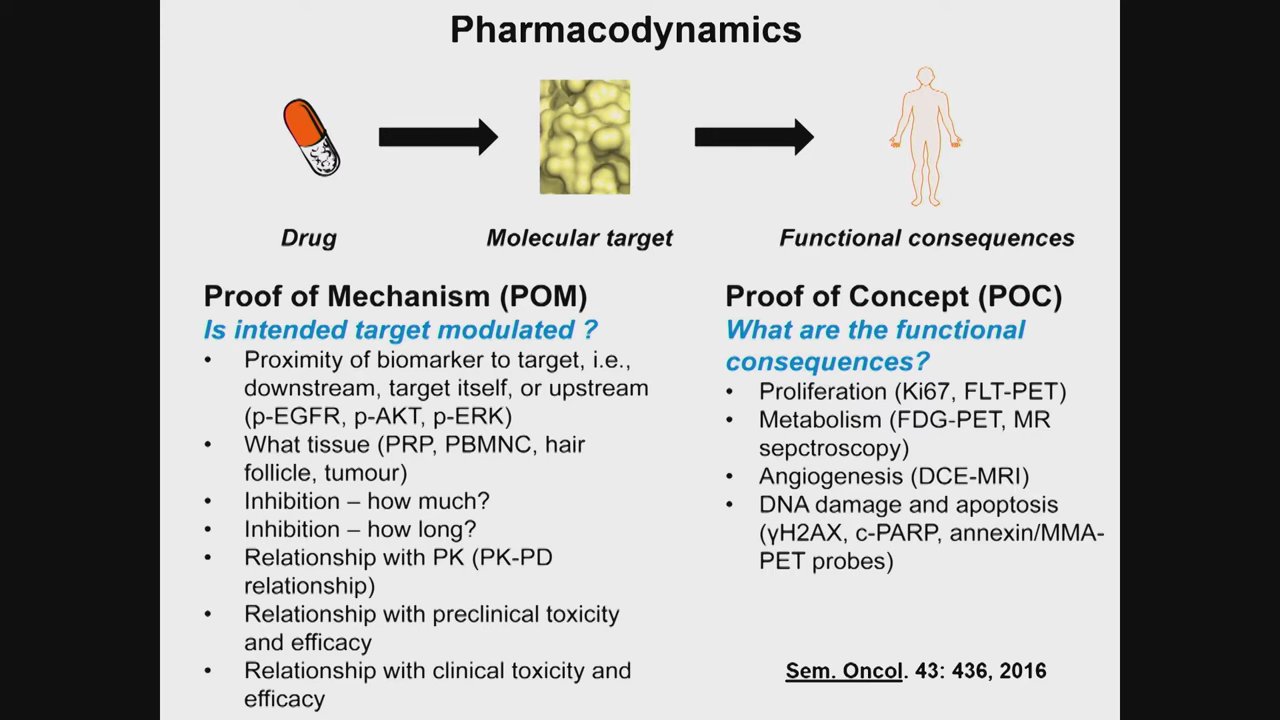 Pharmacodynamics
Drug
Molecular target
Functional consequences
Proof of Mechanism (POM)
Is intended target modulated ?
• Proximity of biomarker to target, i.e.,
downstream, target itself, or upstream
(p-EGFR, p-AKT, p-ERK)
• What tissue (PRP, PBMNC, hair
follicle, tumour)
• Inhibition – how much?
• Inhibition – how long?
• Relationship with PK (PK-PD
relationship)
• Relationship with preclinical toxicity
and efficacy
• Relationship with clinical toxicity and
efficacy
Proof of Concept (POC)
What are the functional
consequences?
• Proliferation (Ki67, FLT-PET)
• Metabolism (FDG-PET, MR
sepctroscopy)
• Angiogenesis (DCE-MRI)
• DNA damage and apoptosis
(γH2AX, c-PARP, annexin/MMA-
PET probes)
Sem. Oncol. 43: 436, 2016